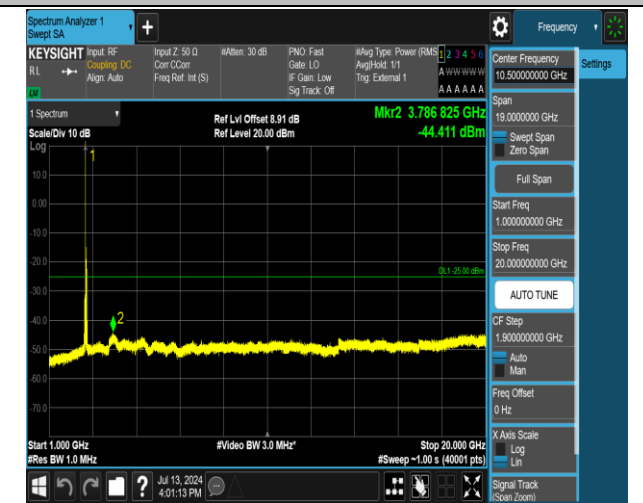 Spectrum Analyzer 1
Swept SA
Frequency
KEYSIGHT
RL
Input: RF
Coupling: DC
Align: Auto
Input Z: 50 Ω
Corr CCorr
Freq Ref: Int (S)
#Atten: 30 dB
PNO: Fast
Gate: LO
IF Gain: Low
Sig Track: Off
#Avg Type: Power (RMS
Avg|Hold: 1/1
Trig: External 1
1 2 3 4 5 6
A W W W W W
A A A A A A
1 Spectrum
Scale/Div 10 dB
Ref Lvl Offset 8.91 dB
Ref Level 20.00 dBm
Mkr2 3.786 825 GHz
-44.411 dBm
Log
1
10.0
0.00
-10.0
-20.0
DL1 -25.00 dBm
-30.0
-40.0
2
-50.0
-60.0
-70.0
Start 1.000 GHz
#Res BW 1.0 MHz
#Video BW 3.0 MHz*
Stop 20.000 GHz
#Sweep ~1.00 s (40001 pts)
Jul 13, 2024
4:01:13 PM
Center Frequency
10.50000000 GHz
Settings
Span
19.0000000 GHz
Swept Span
Zero Span
Full Span
Start Freq
1.000000000 GHz
Stop Freq
20.000000000 GHz
AUTO TUNE
CF Step
1.900000000 GHz
Auto
Man
Freq Offset
0 Hz
X Axis Scale
Log
Lin
Signal Track
(Span Zoom)